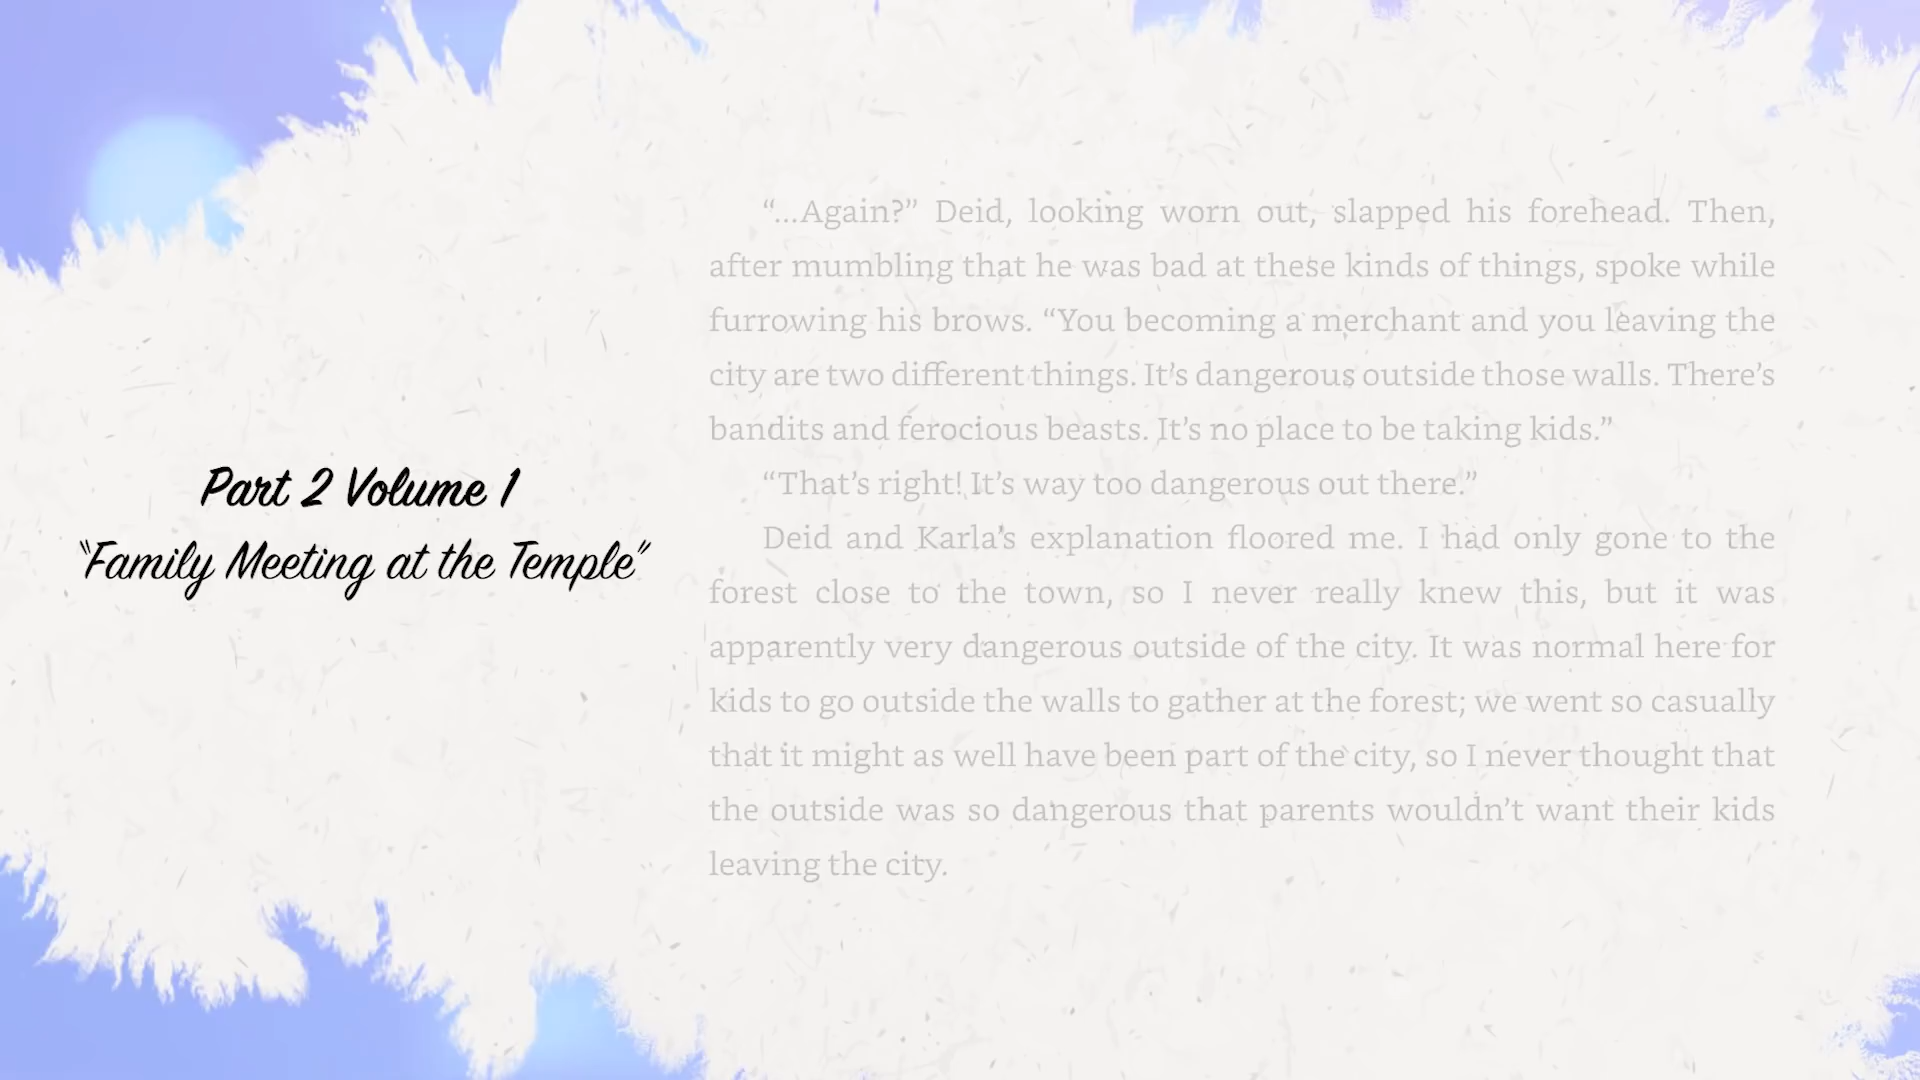 Part 2 Volume 1
“Family Meeting at the Temple”
“...Again?” Deid, looking worn out, slapped his forehead. Then,
after mumbling that he was bad at these kinds of things, spoke while
furrowing his brows. “You becoming a merchant and you leaving the
city are two different things. It’s dangerous outside those walls. There’s
bandits and ferocious beasts. It’s no place to be taking kids.”
“That’s right! It’s way too dangerous out there.”
Deid and Karla’s explanation floored me. I had only gone to the
forest close to the town, so I never really knew this, but it was
apparently very dangerous outside of the city. It was normal here for
kids to go outside the walls to gather at the forest; we went so casually
that it might as well have been part of the city, so I never thought that
the outside was so dangerous that parents wouldn’t want their kids
leaving the city.